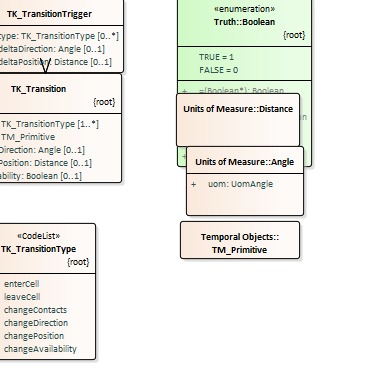 TK_TransitionTrigger
type: TK_TransitionType [0..*]
deltaDirection: Angle [0..1]
deltaPosition: Distance [0..1]
TK_Transition
{root}
TK_TransitionType [1..*]
TM_Primitive
Direction: Angle [0..1]
Position: Distance [0..1]
ability: Boolean [0..1]
«CodeList»
TK_TransitionType
{root}
enterCell
leaveCell
changeContacts
changeDirection
changePosition
changeAvailability
«enumeration»
Truth::Boolean
{root}
TRUE = 1
FALSE = 0
+ =(Boolean*): Boolean
Units of Measure::Distance
Units of Measure::Angle
+ uom: UomAngle
Temporal Objects::
TM_Primitive